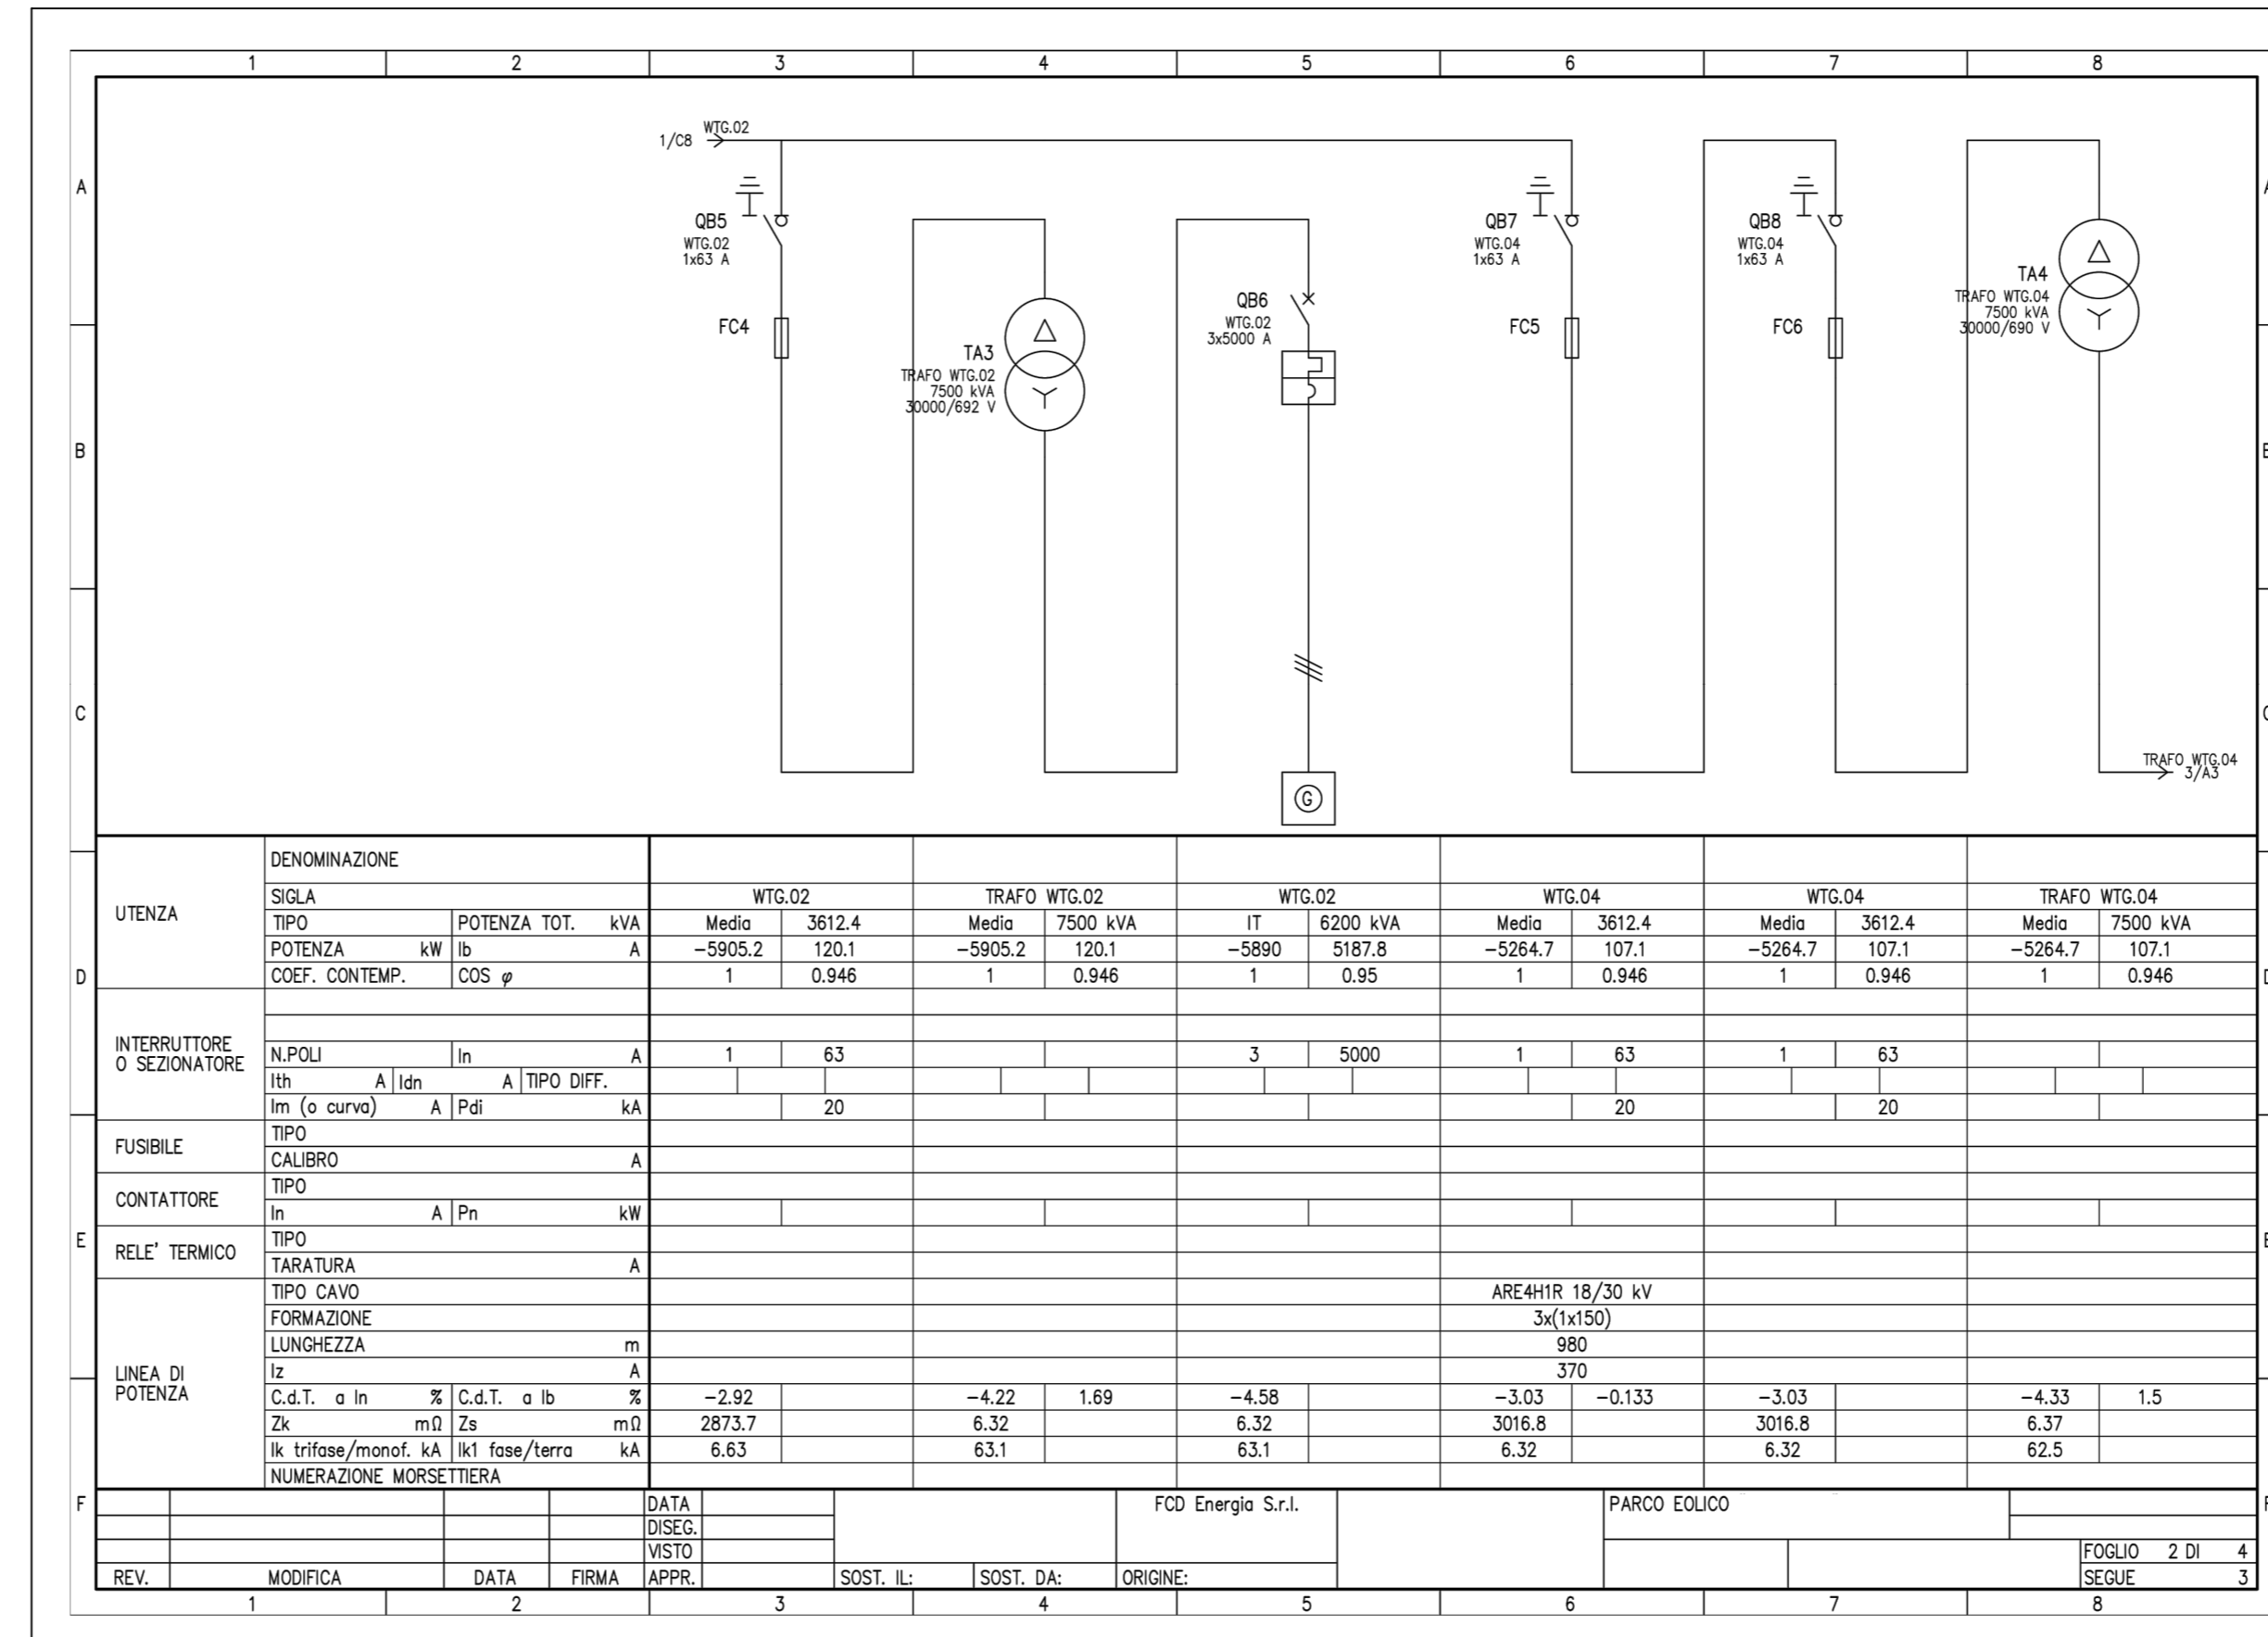 1 2 3 4 5 6 7 8
A
B
C
D
E
F
1/C8
WTG.02
QB5
WTG.02
1x63 A
FC4
TA3
TRAFO WTG.02
7500 kVA
30000/692 V
QB6
WTG.02
3x5000 A
G
QB7
WTG.04
1x63 A
FC5
QB8
WTG.04
1x63 A
FC6
TA4
TRAFO WTG.04
7500 kVA
30000/690 V
TRAFO WTG.04
3/A3
UTENZA
DENOMINAZIONE
SIGLA WTG.02 TRAFO WTG.02 WTG.02 WTG.04 WTG.04 TRAFO WTG.04
TIPO POTENZA TOT. kVA Media 3612.4 Media 7500 kVA IT 6200 kVA Media 3612.4 Media 3612.4 Media 7500 kVA
POTENZA kW Ib A -5905.2 120.1 -5905.2 120.1 -5890 5187.8 -5264.7 107.1 -5264.7 107.1 -5264.7 107.1
COEF. CONTEMP. COS φ 1 0.946 1 0.946 1 0.95 1 0.946 1 0.946 1 0.946
INTERRUTTORE
O SEZIONATORE
N.POLI In A 1 63 3 5000 1 63 1 63
Ith A Idn A TIPO DIFF.
Im (o curva) A Pdi kA 20 20 20
FUSIBILE
TIPO
CALIBRO A
CONTATTORE
TIPO
In A Pn kW
RELE' TERMICO
TIPO
TARATURA A
LINEA DI
POTENZA
TIPO CAVO ARE4H1R 18/30 kV
FORMAZIONE 3x(1x150)
LUNGHEZZA m 980
Iz A 370
C.d.T. a In % C.d.T. a Ib % -2.92 -4.22 1.69 -4.58 -3.03 -0.133 -3.03 -4.33 1.5
Zk mΩ Zs mΩ 2873.7 6.32 6.32 3016.8 3016.8 6.37
Ik trifase/monof. kA Ik1 fase/terra kA 6.63 63.1 63.1 6.32 6.32 62.5
NUMERAZIONE MORSETTIERA
DATA
DISEG.
VISTO
REV. MODIFICA DATA FIRMA APPR.
SOST. IL: SOST. DA: ORIGINE:
FCD Energia S.r.l.
PARCO EOLICO
FOGLIO 2 DI 4
SEGUE 3
1 2 3 4 5 6 7 8